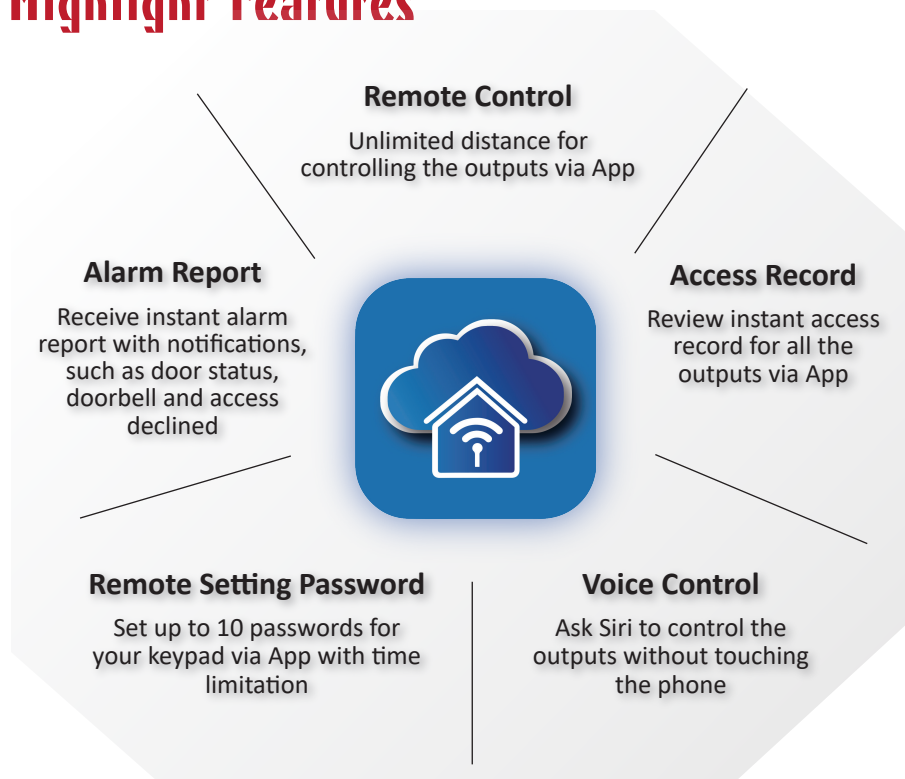 Highlight Features
Remote Control
Unlimited distance for
controlling the outputs via App
Alarm Report
Receive instant alarm
report with notifications,
such as door status,
doorbell and access
declined
Access Record
Review instant access
record for all the
outputs via App
Remote Setting Password
Set up to 10 passwords for
your keypad via App with time
limitation
Voice Control
Ask Siri to control the
outputs without touching
the phone